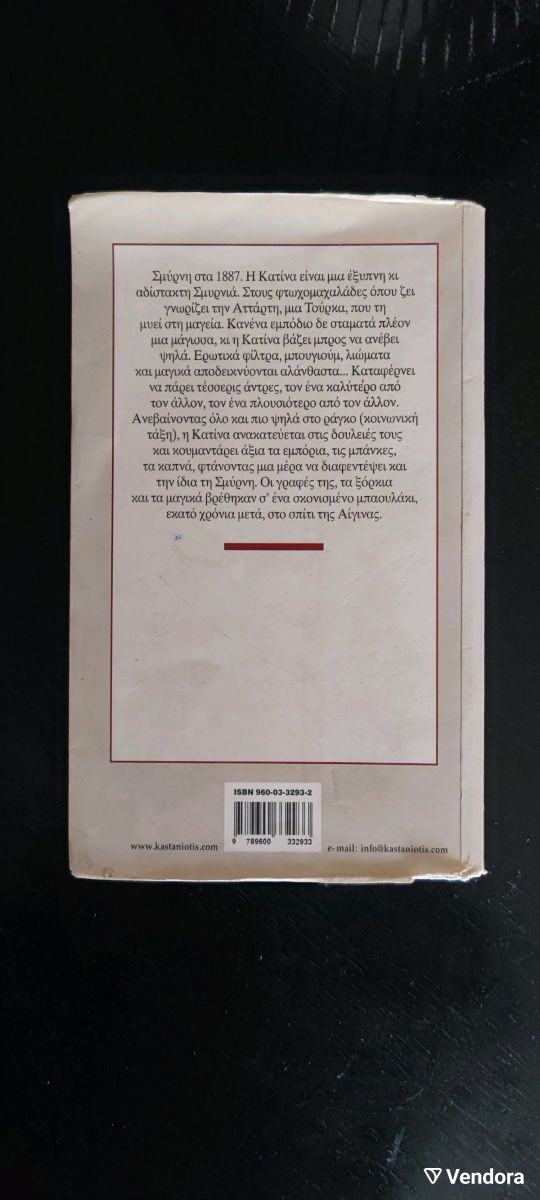 Σμύρνη στα 1887. Η Κατίνα είναι μια έξυπνη κι
αδίστακτη Σμυρνιά. Στους φτωχομαχαλάδες όπου ζει
γνωρίζει την Αττάρτη, μια Τούρκα, που τη
μυεί στη μαγεία. Κανένα εμπόδιο δε σταματά πλέον
μια μάγισσα, κι η Κατίνα βάζει μπρος να ανέβει
ψηλά. Ερωτικά φίλτρα, μπουγιούμ, λιώματα
και μαγικά αποδεικνύονται αλάνθαστα... Καταφέρνει
να πάρει τέσσερις άντρες, τον ένα καλύτερο από
τον άλλον, τον ένα πλουσιότερο από τον άλλον.
Ανεβαίνοντας όλο και πιο ψηλά στο ράγκο (κοινωνική
τάξη), η Κατίνα ανακατεύεται στις δουλειές τους
και κουμαντάρει άξια τα εμπόρια, τις μπάνκες,
τα καπνά, φτάνοντας μια μέρα να διαφεντέψει και
την ίδια τη Σμύρνη. Οι γραφές της, τα ξόρκια
και τα μαγικά βρέθηκαν σ' ένα σκονισμένο μπαουλάκι,
εκατό χρόνια μετά, στο σπίτι της Αίγινας.
ISBN 960-03-3293-2
9 789600 332933
www.kastaniotis.com
e-mail: info@kastaniotis.com
Vendora